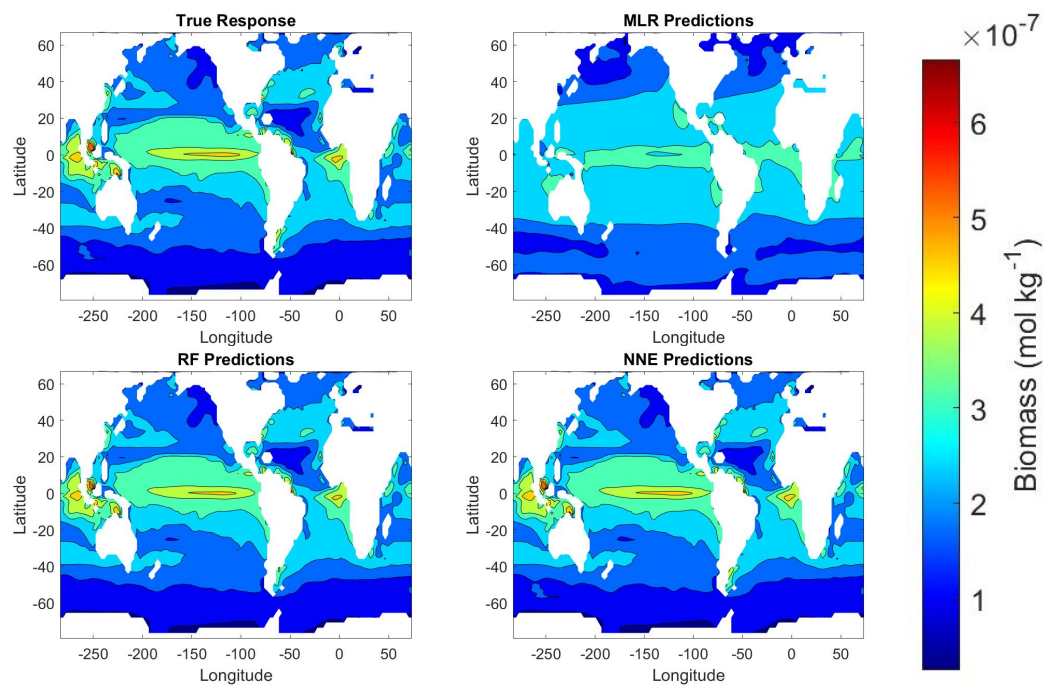 True Response
60
40
20
0
-20
-40
-60
Latitude
-250 -200 -150 -100 -50 0 50
Longitude
MLR Predictions
60
40
20
0
-20
-40
-60
Latitude
-250 -200 -150 -100 -50 0 50
Longitude
RF Predictions
60
40
20
0
-20
-40
-60
Latitude
-250 -200 -150 -100 -50 0 50
Longitude
NNE Predictions
60
40
20
0
-20
-40
-60
Latitude
-250 -200 -150 -100 -50 0 50
Longitude
×10⁻⁷
6
5
4
3
2
1
Biomass (mol kg⁻¹)